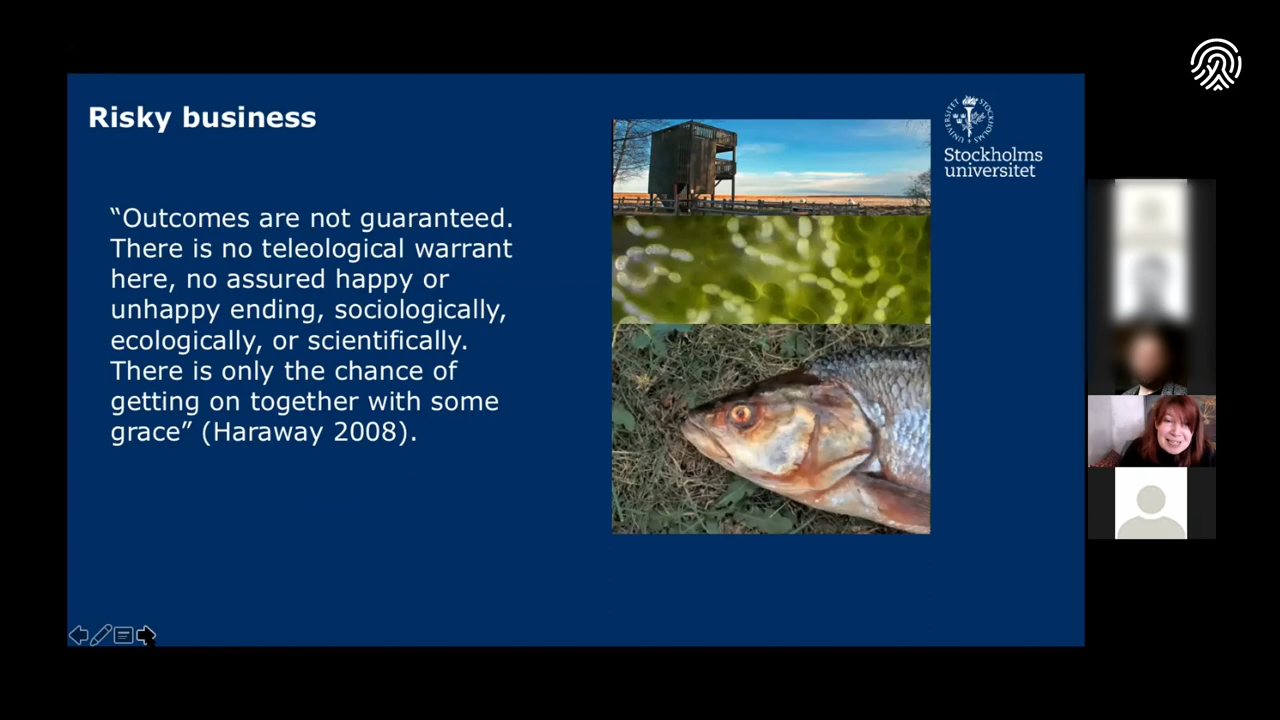 Risky business
“Outcomes are not guaranteed.
There is no teleological warrant
here, no assured happy or
unhappy ending, sociologically,
ecologically, or scientifically.
There is only the chance of
getting on together with some
grace” (Haraway 2008).
Stockholms
universitet